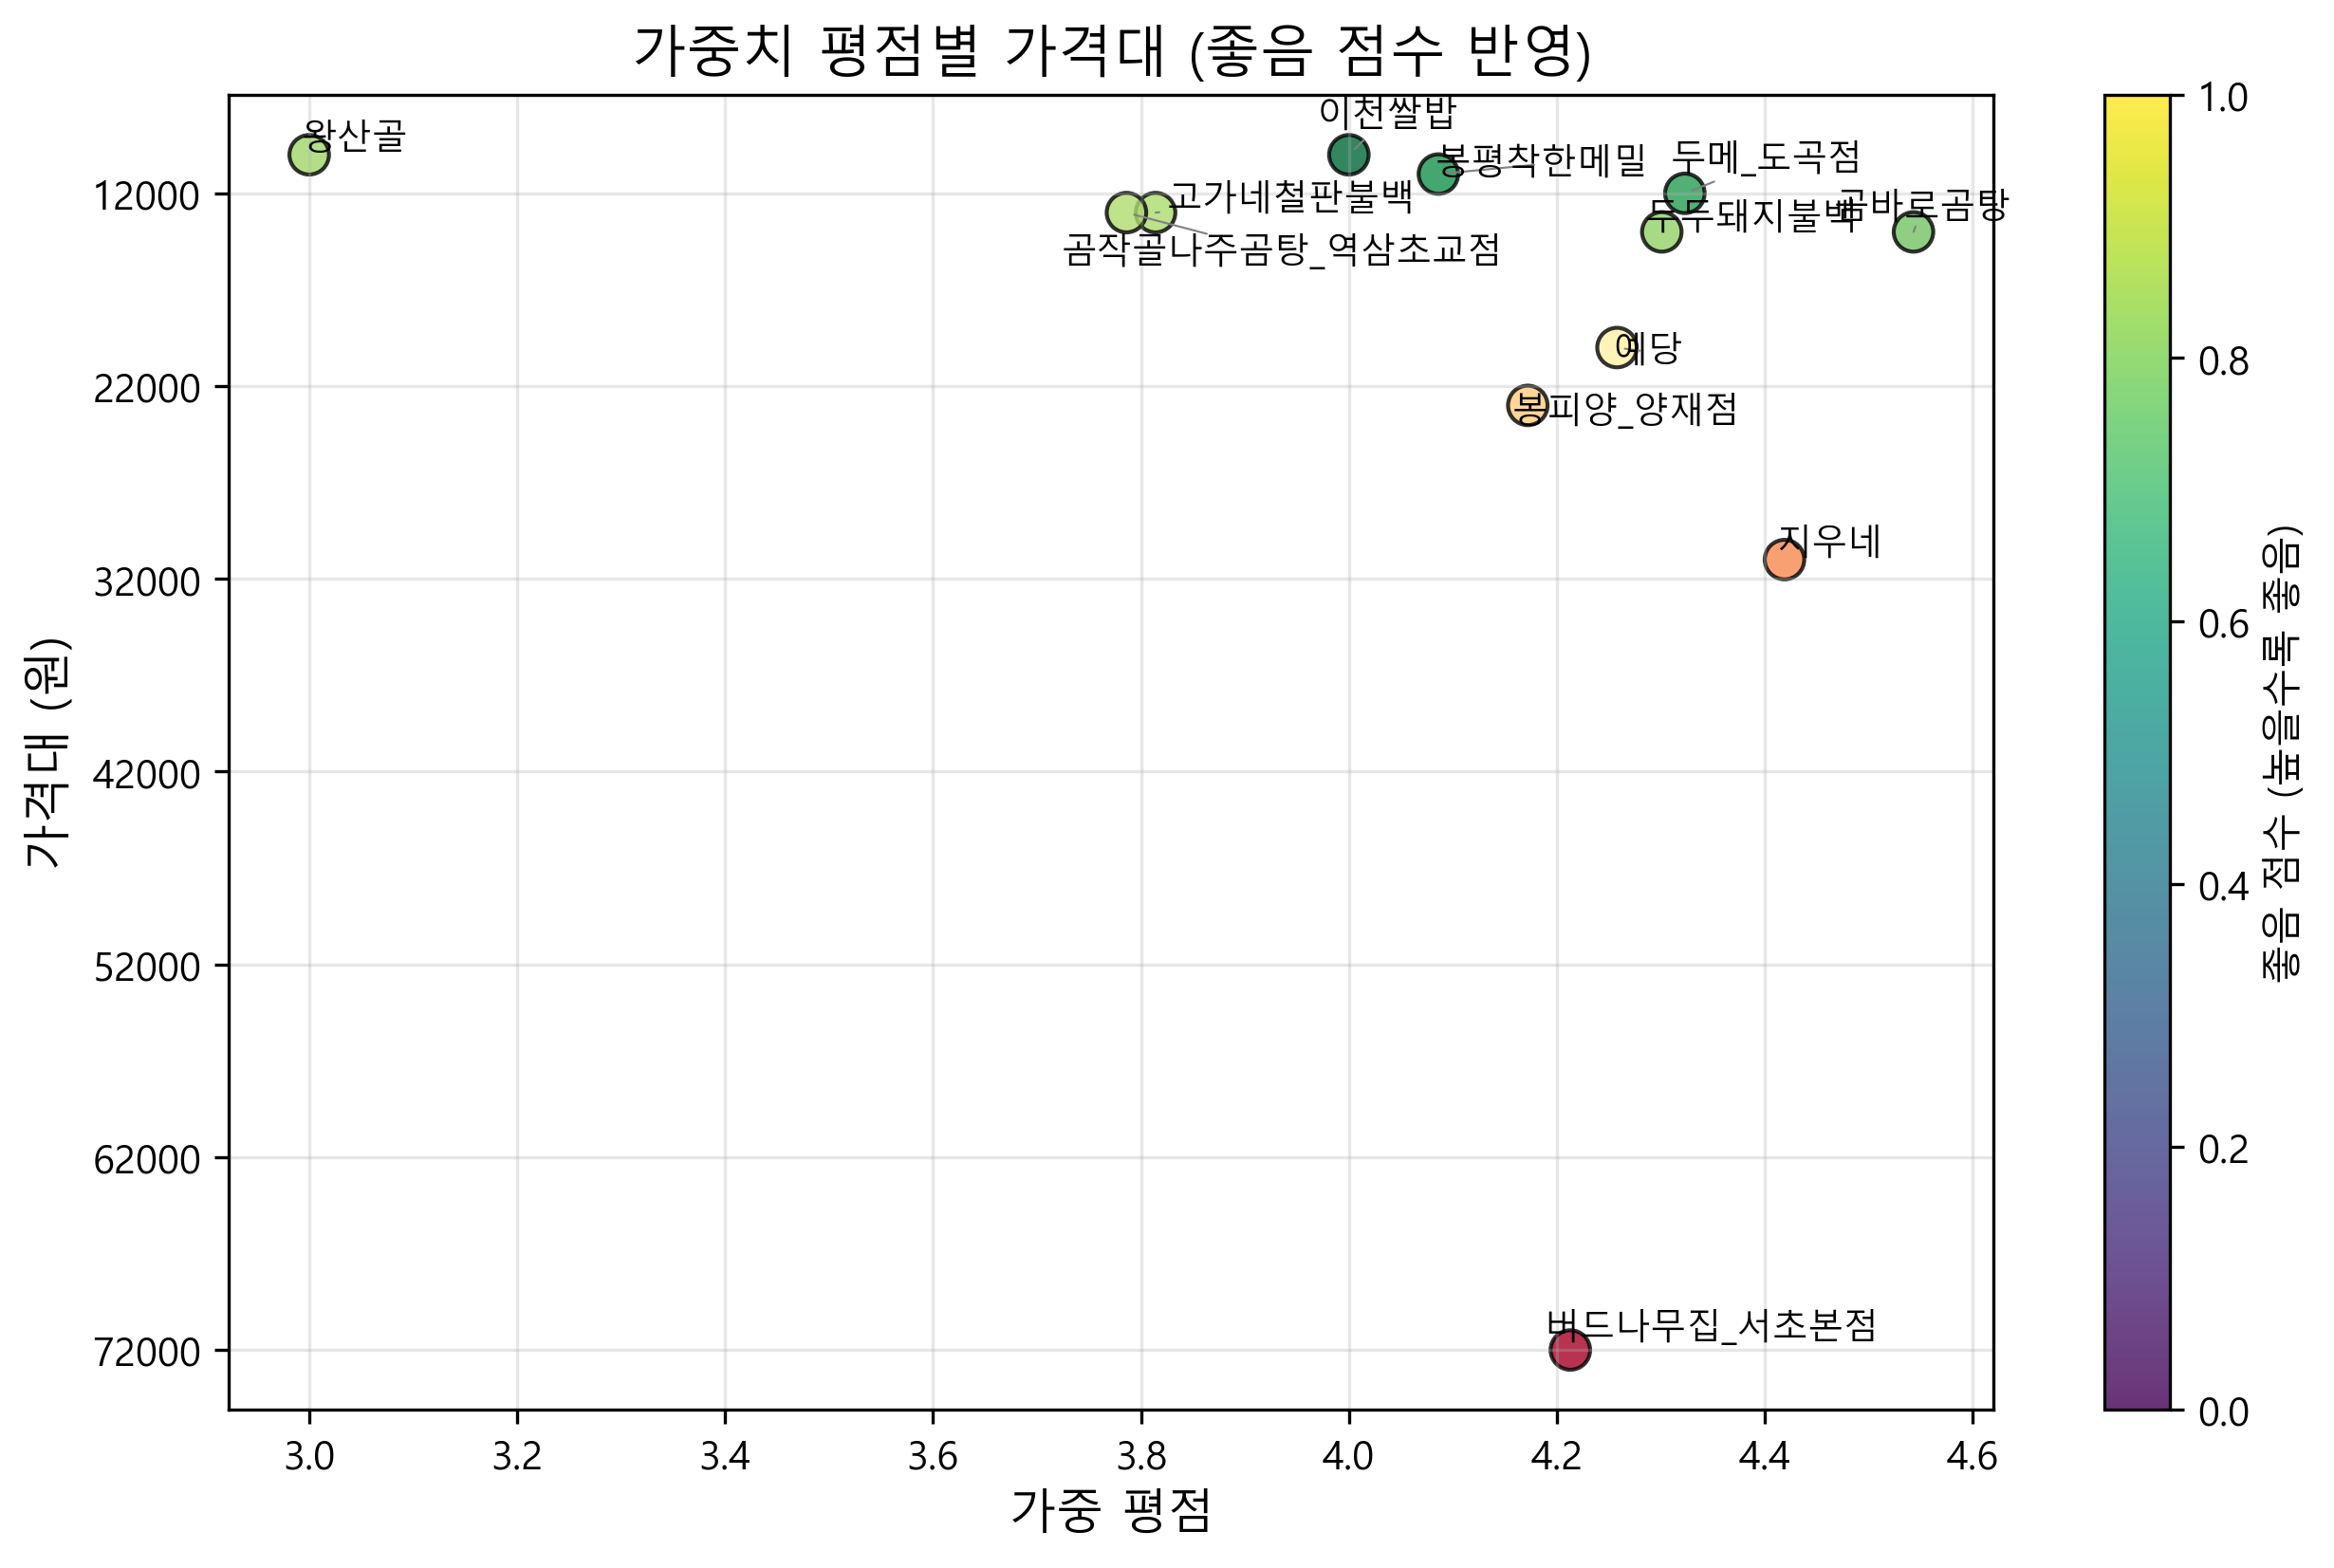 가중치 평점별 가격대 (좋음 점수 반영)
왕산골
이천쌀밥
봉평착한메밀
두메_도곡점
고가네철판불백
두두돼지불백
곰바로곰탕
곰작골나주곰탕_역삼초교점
예당
봉피양_양재점
지우네
버드나무집_서초본점
12000
22000
32000
42000
52000
62000
72000
가격대 (원)
3.0
3.2
3.4
3.6
3.8
4.0
4.2
4.4
4.6
가중 평점
1.0
0.8
0.6
0.4
0.2
0.0
좋음 점수 (높을수록 좋음)